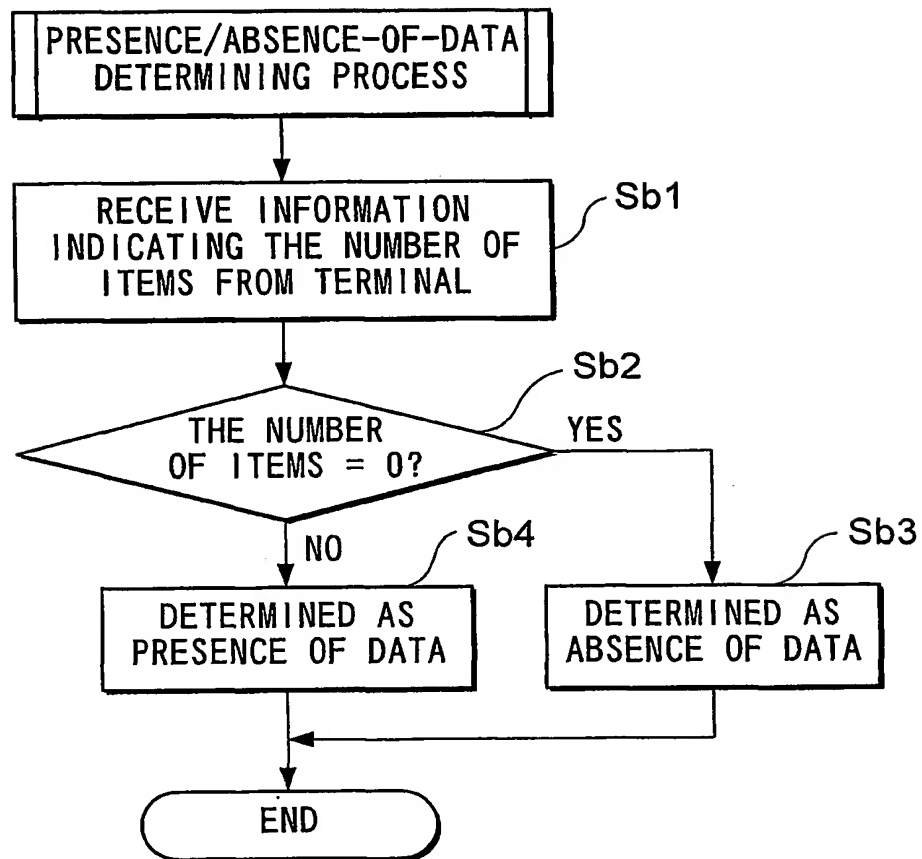 PRESENCE/ABSENCE-OF-DATA
DETERMINING PROCESS
RECEIVE INFORMATION
INDICATING THE NUMBER OF
ITEMS FROM TERMINAL
Sb1
Sb2
THE NUMBER
OF ITEMS = 0?
YES
NO
Sb4
Sb3
DETERMINED AS
PRESENCE OF DATA
DETERMINED AS
ABSENCE OF DATA
END